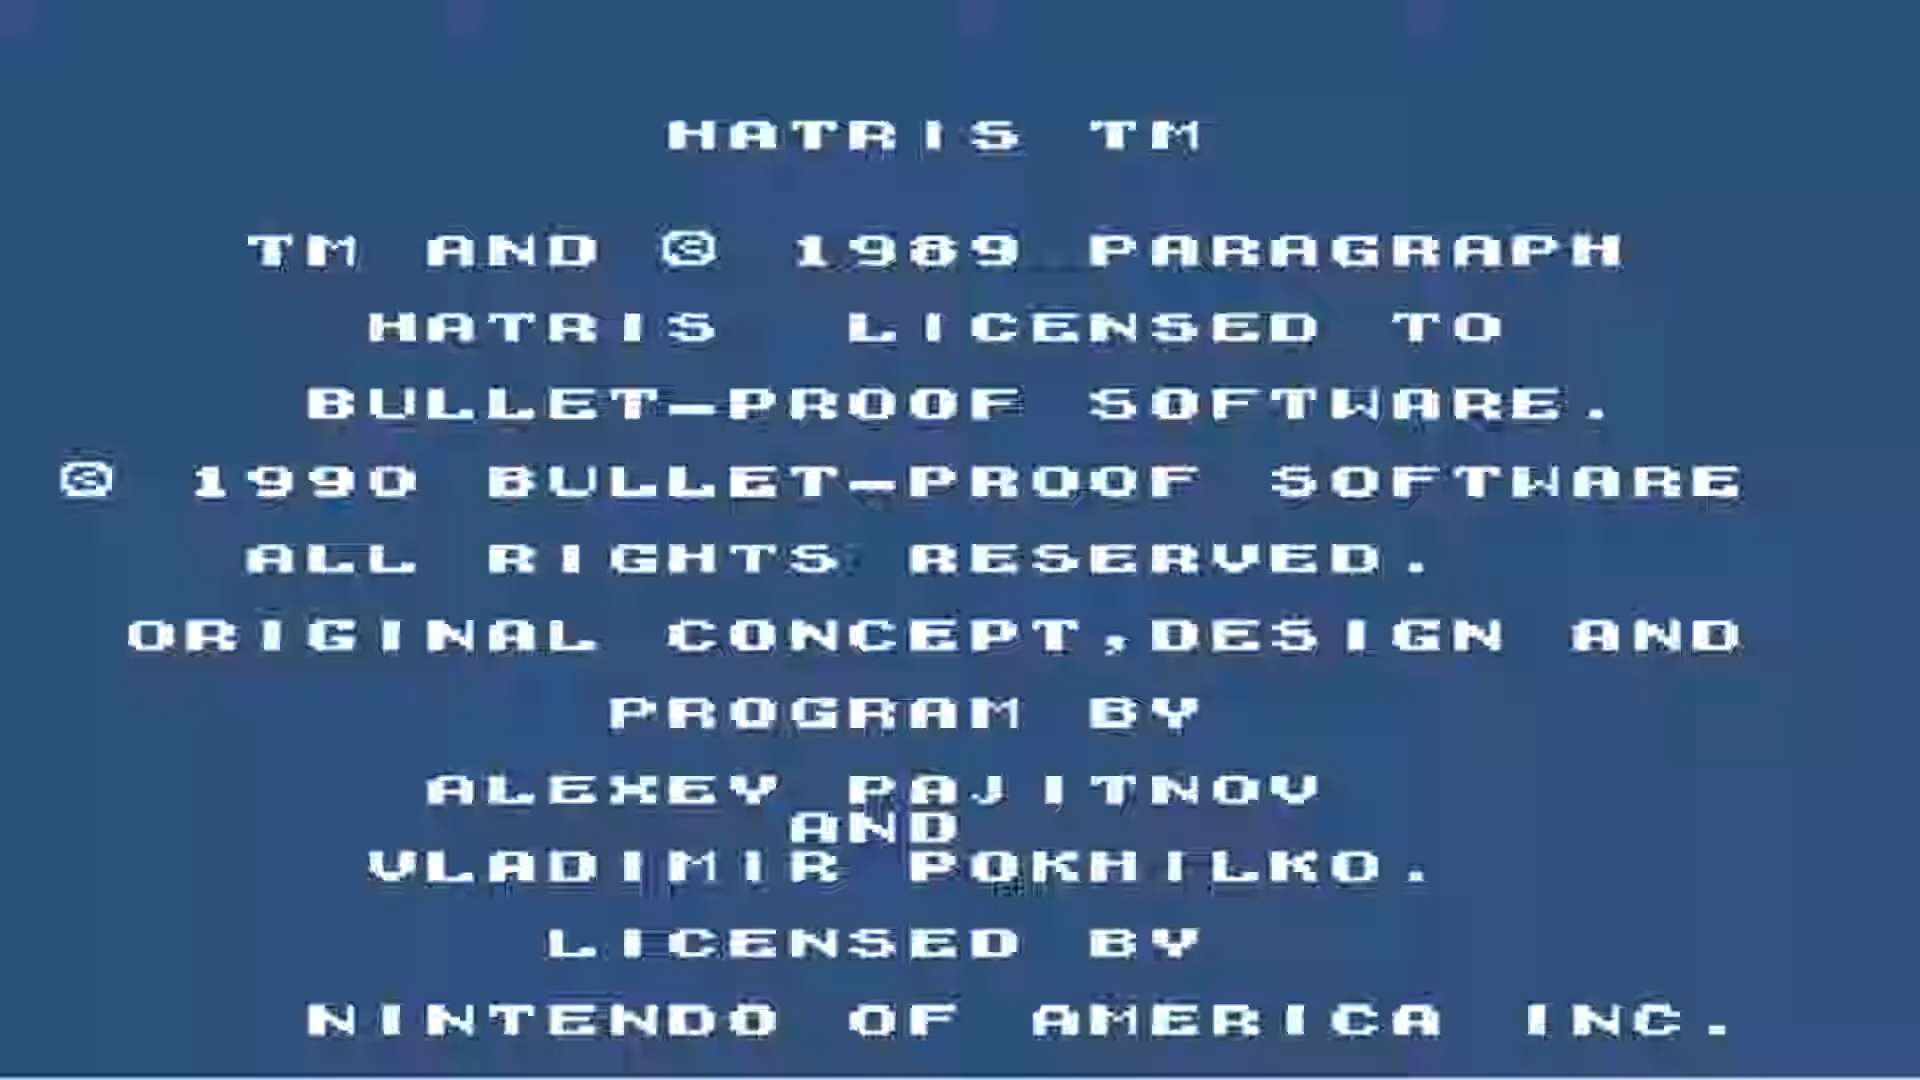 HATRIS TM
TM AND © 1989 PARAGRAPH
HATRIS LICENSED TO
BULLET-PROOF SOFTWARE.
© 1990 BULLET-PROOF SOFTWARE
ALL RIGHTS RESERVED.
ORIGINAL CONCEPT,DESIGN AND
PROGRAM BY
ALEXEY PAJITNOV
AND
VLADIMIR POKHILKO.
LICENSED BY
NINTENDO OF AMERICA INC.